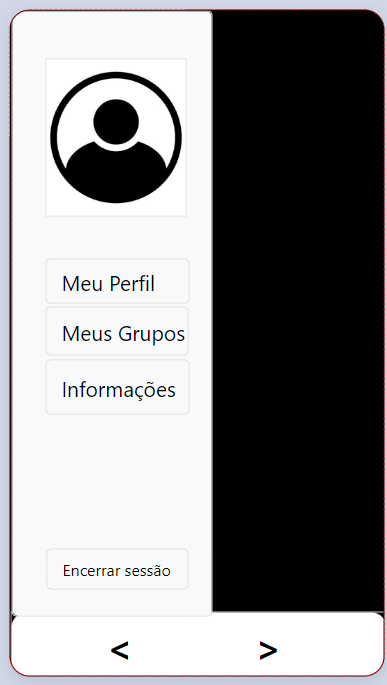 Meu Perfil
Meus Grupos
Informações
Encerrar sessão
< >